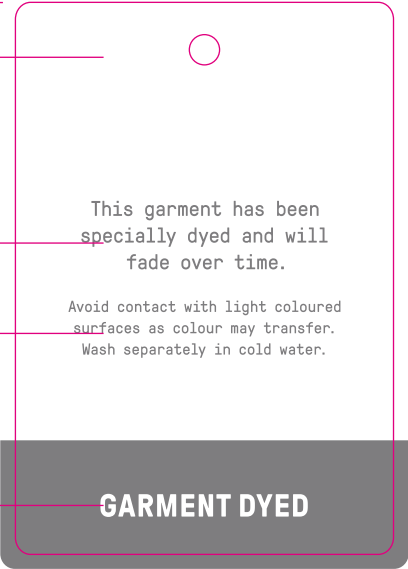 This garment has been
specially dyed and will
fade over time.
Avoid contact with light coloured
surfaces as colour may transfer.
Wash separately in cold water.
GARMENT DYED